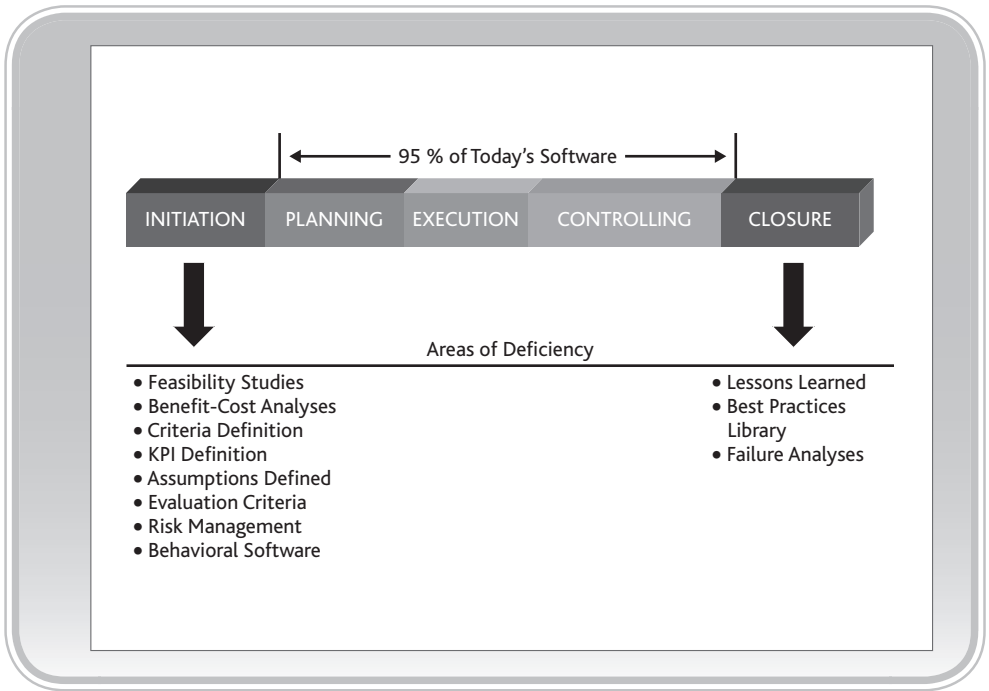 95 % of Today's Software
INITIATION PLANNING EXECUTION CONTROLLING CLOSURE
Areas of Deficiency
• Feasibility Studies
• Benefit-Cost Analyses
• Criteria Definition
• KPI Definition
• Assumptions Defined
• Evaluation Criteria
• Risk Management
• Behavioral Software
• Lessons Learned
• Best Practices
Library
• Failure Analyses